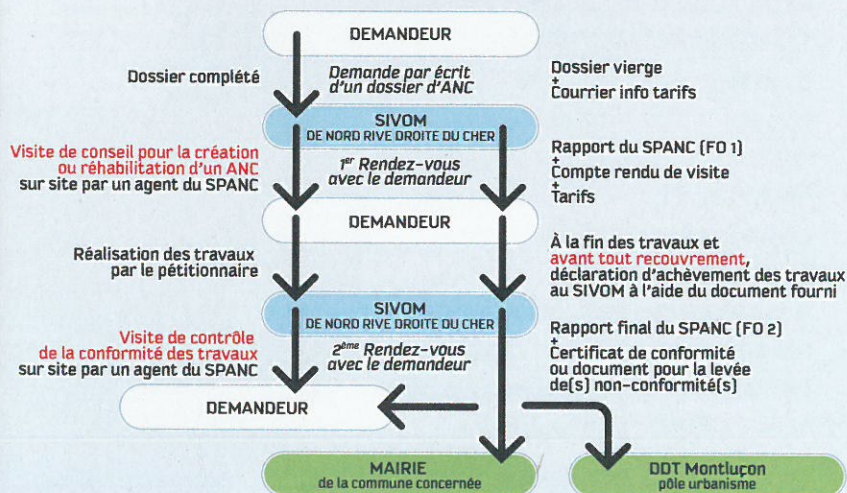 DEMANDEUR
Dossier complété
Demande par écrit
d'un dossier d'ANC
Dossier vierge
+
Courrier info tarifs
SIVOM
DE NORD RIVE DROITE DU CHER
Visite de conseil pour la création
ou réhabilitation d'un ANC
sur site par un agent du SPANC
1er Rendez-vous
avec le demandeur
Rapport du SPANC (FO 1)
+
Compte rendu de visite
+
Tarifs
DEMANDEUR
Réalisation des travaux
par le pétitionnaire
À la fin des travaux et
avant tout recouvrement,
déclaration d'achèvement des travaux
au SIVOM à l'aide du document fourni
SIVOM
DE NORD RIVE DROITE DU CHER
Visite de contrôle
de la conformité des travaux
sur site par un agent du SPANC
2ème Rendez-vous
avec le demandeur
Rapport final du SPANC (FO 2)
+
Certificat de conformité
ou document pour la levée
de(s) non-conformité(s)
DEMANDEUR
MAIRIE
de la commune concernée
DDT Montluçon
pôle urbanisme